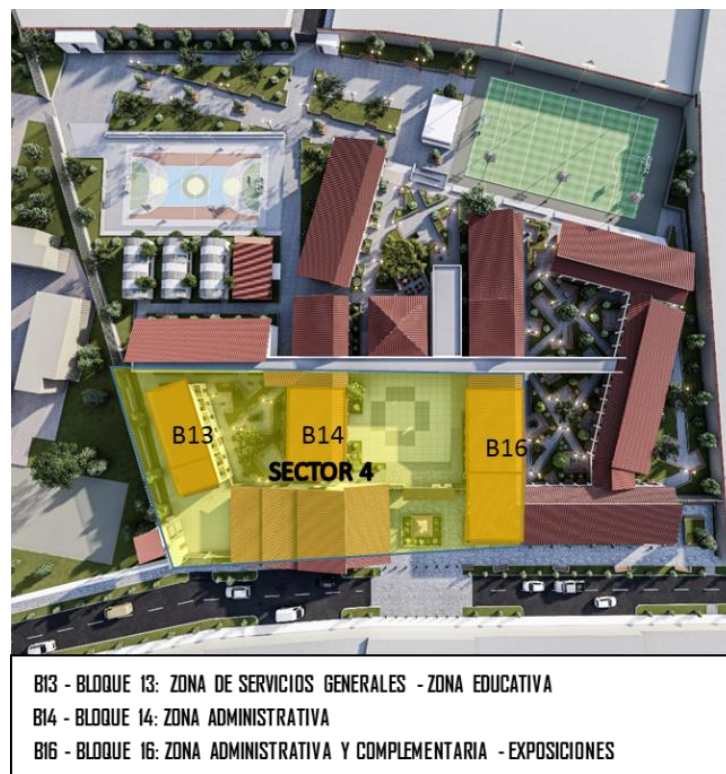 B13
B14
B16
SECTOR 4
B13 - BLOQUE 13: ZONA DE SERVICIOS GENERALES - ZONA EDUCATIVA
B14 - BLOQUE 14: ZONA ADMINISTRATIVA
B16 - BLOQUE 16: ZONA ADMINISTRATIVA Y COMPLEMENTARIA - EXPOSICIONES